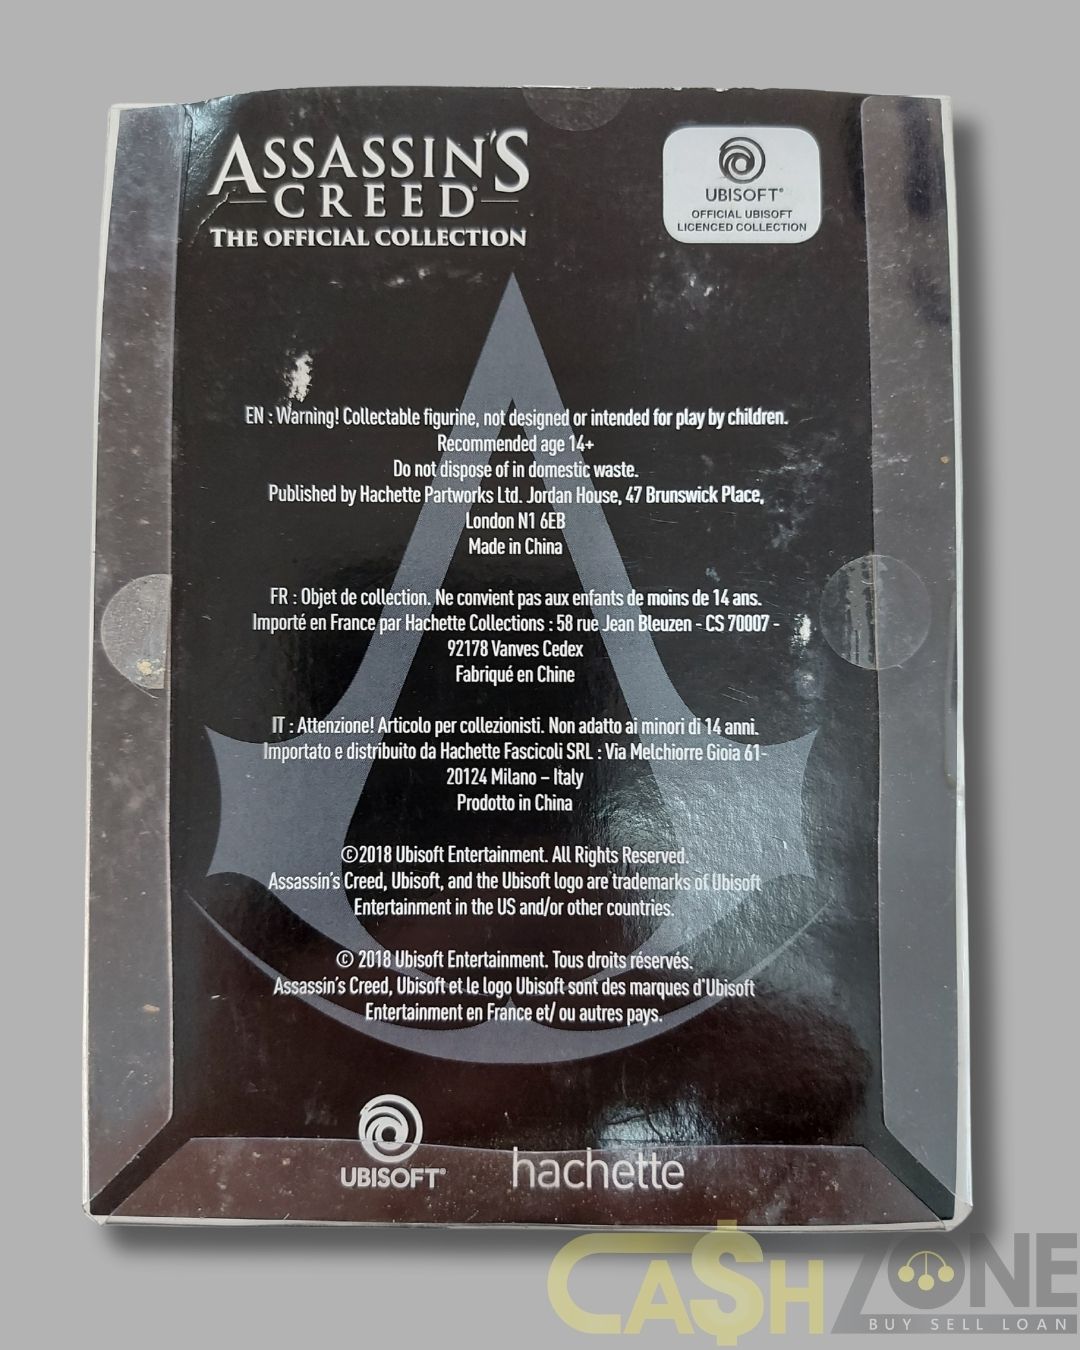 ASSASSIN'S
CREED®
THE OFFICIAL COLLECTION
UBISOFT®
OFFICIAL UBISOFT
LICENCED COLLECTION
EN : Warning! Collectable figurine, not designed or intended for play by children.
Recommended age 14+
Do not dispose of in domestic waste.
Published by Hachette Partworks Ltd. Jordan House, 47 Brunswick Place,
London N1 6EB
Made in China
FR : Objet de collection. Ne convient pas aux enfants de moins de 14 ans.
Importé en France par Hachette Collections : 58 rue Jean Bleuzen - CS 70007 -
92178 Vanves Cedex
Fabriqué en Chine
IT : Attenzione! Articolo per collezionisti. Non adatto ai minori di 14 anni.
Importato e distribuito da Hachette Fascicoli SRL : Via Melchiorre Gioia 61-
20124 Milano – Italy
Prodotto in China
©2018 Ubisoft Entertainment. All Rights Reserved.
Assassin's Creed, Ubisoft, and the Ubisoft logo are trademarks of Ubisoft
Entertainment in the US and/or other countries.
© 2018 Ubisoft Entertainment. Tous droits réservés.
Assassin's Creed, Ubisoft et le logo Ubisoft sont des marques d'Ubisoft
Entertainment en France et/ ou autres pays.
UBISOFT®
hachette
CA$HZONE
BUY SELL LOAN